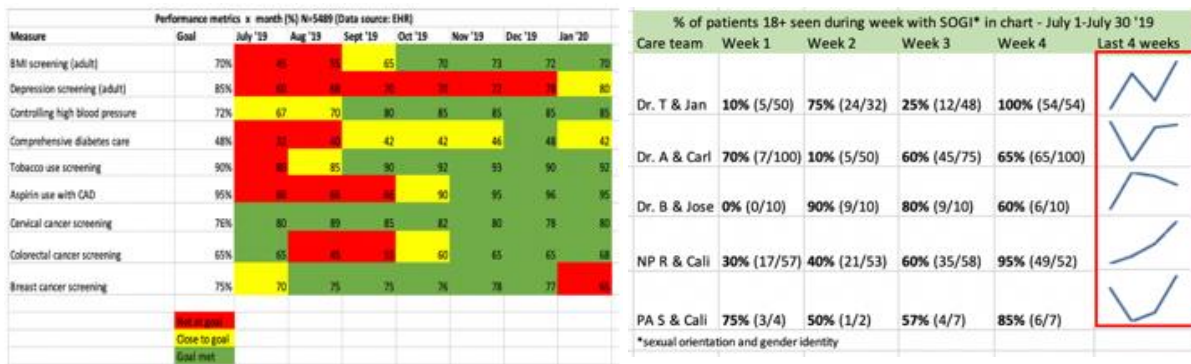 Performance metrics x month (%) N=5489 (Data source: EHR)
Measure Goal July '19 Aug '19 Sept '19 Oct '19 Nov '19 Dec '19 Jan '20
BMI screening (adult) 70% 65 70 73 72 70
Depression screening (adult) 85% 80
Controlling high blood pressure 72% 67 70 80 85 85 85 85
Comprehensive diabetes care 48% 42 42 46 48 42
Tobacco use screening 90% 85 90 92 93 90 92
Aspirin use with CAD 95% 90 95 96 95
Cervical cancer screening 76% 80 89 85 82 80 78 80
Colorectal cancer screening 65% 65 60 65 65 68
Breast cancer screening 75% 70 75 75 76 78 77
Not at goal
Close to goal
Goal met
% of patients 18+ seen during week with SOGI* in chart - July 1-July 30 '19
Care team Week 1 Week 2 Week 3 Week 4 Last 4 weeks
Dr. T & Jan 10% (5/50) 75% (24/32) 25% (12/48) 100% (54/54)
Dr. A & Carl 70% (7/100) 10% (5/50) 60% (45/75) 65% (65/100)
Dr. B & Jose 0% (0/10) 90% (9/10) 80% (9/10) 60% (6/10)
NP R & Cali 30% (17/57) 40% (21/53) 60% (35/58) 95% (49/52)
PA S & Cali 75% (3/4) 50% (1/2) 57% (4/7) 85% (6/7)
*sexual orientation and gender identity